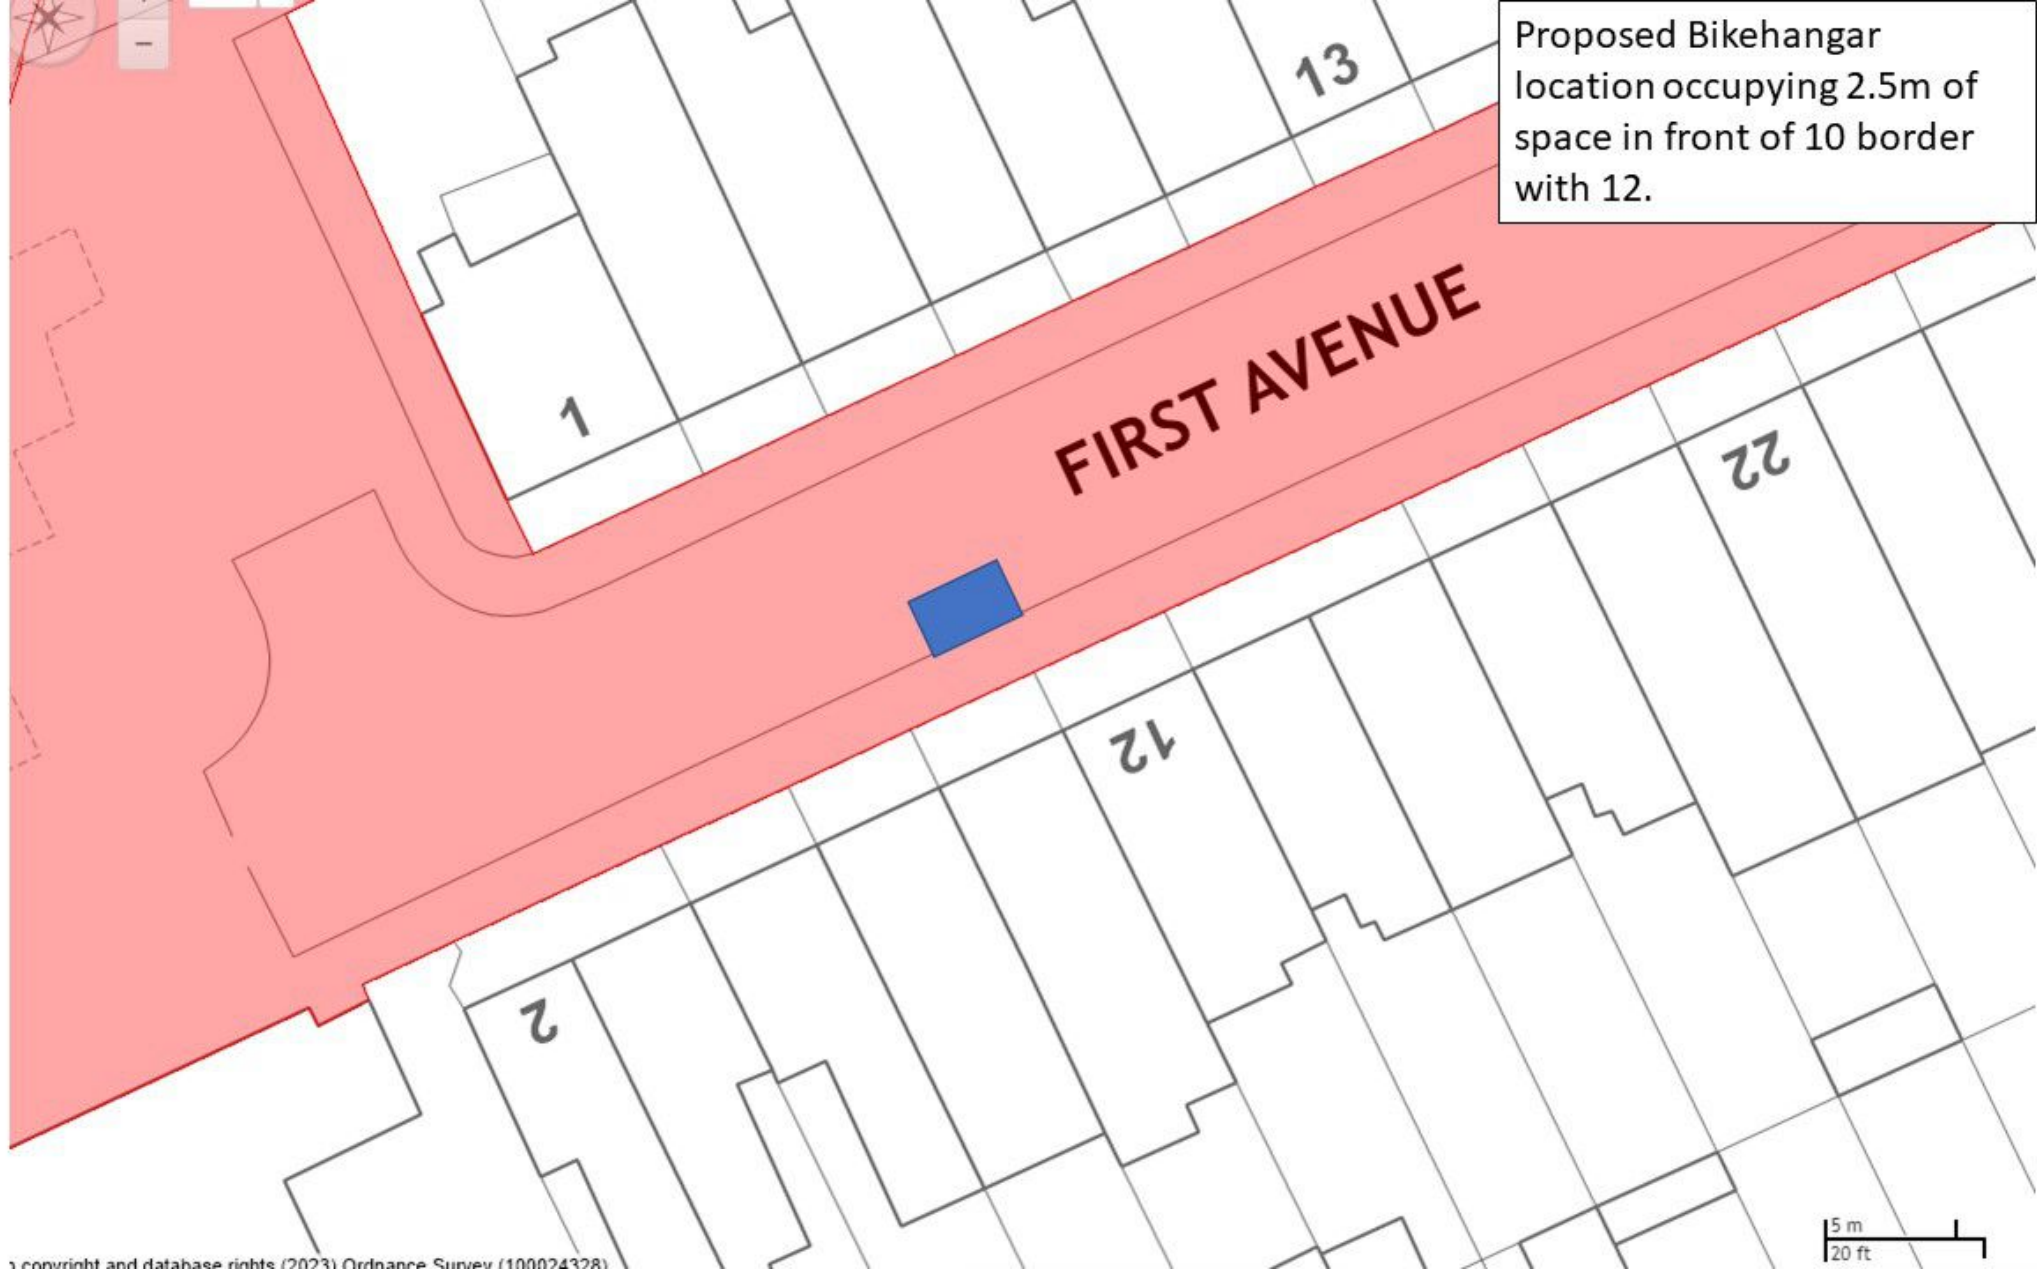 Proposed Bikehangar
location occupying 2.5m of
space in front of 10 border
with 12.
13
1
FIRST AVENUE
22
12
2
5 m
20 ft
copyright and database rights (2023) Ordnance Survey (100024328)